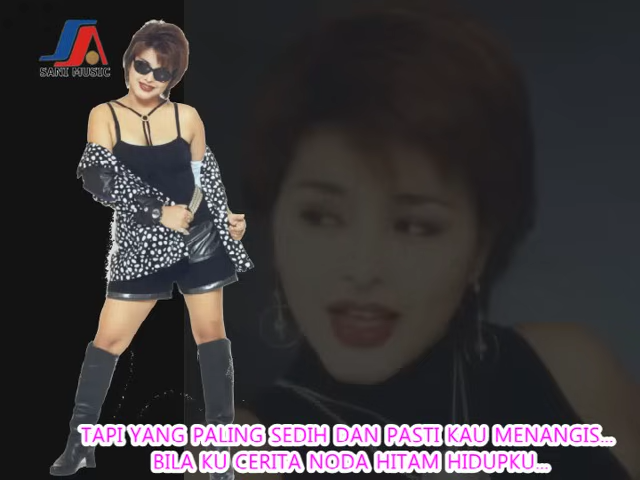 SANI MUSIC
TAPI YANG PALING SEDIH DAN PASTI KAU MENANGIS...
BILA KU CERITA NODA HITAM HIDUPKU...